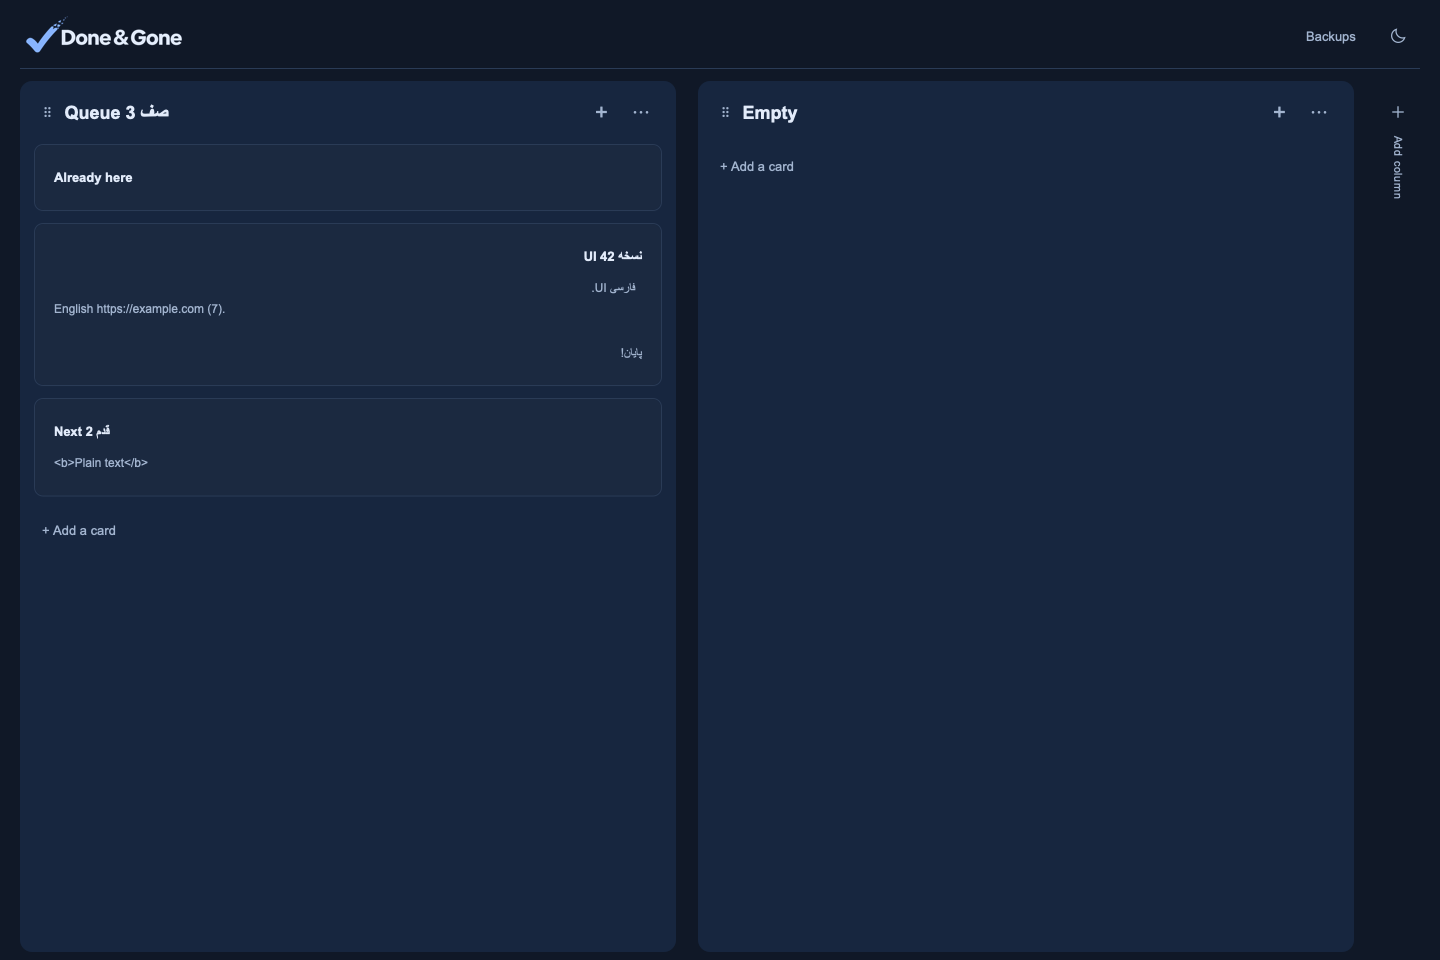 Done & Gone
Backups
Queue 3 صف
Already here
نسخه UI 42
فارسی UI.
English https://example.com (7).
پایان!
Next 2 قدم
<b>Plain text</b>
+ Add a card
Empty
+ Add a card
Add column